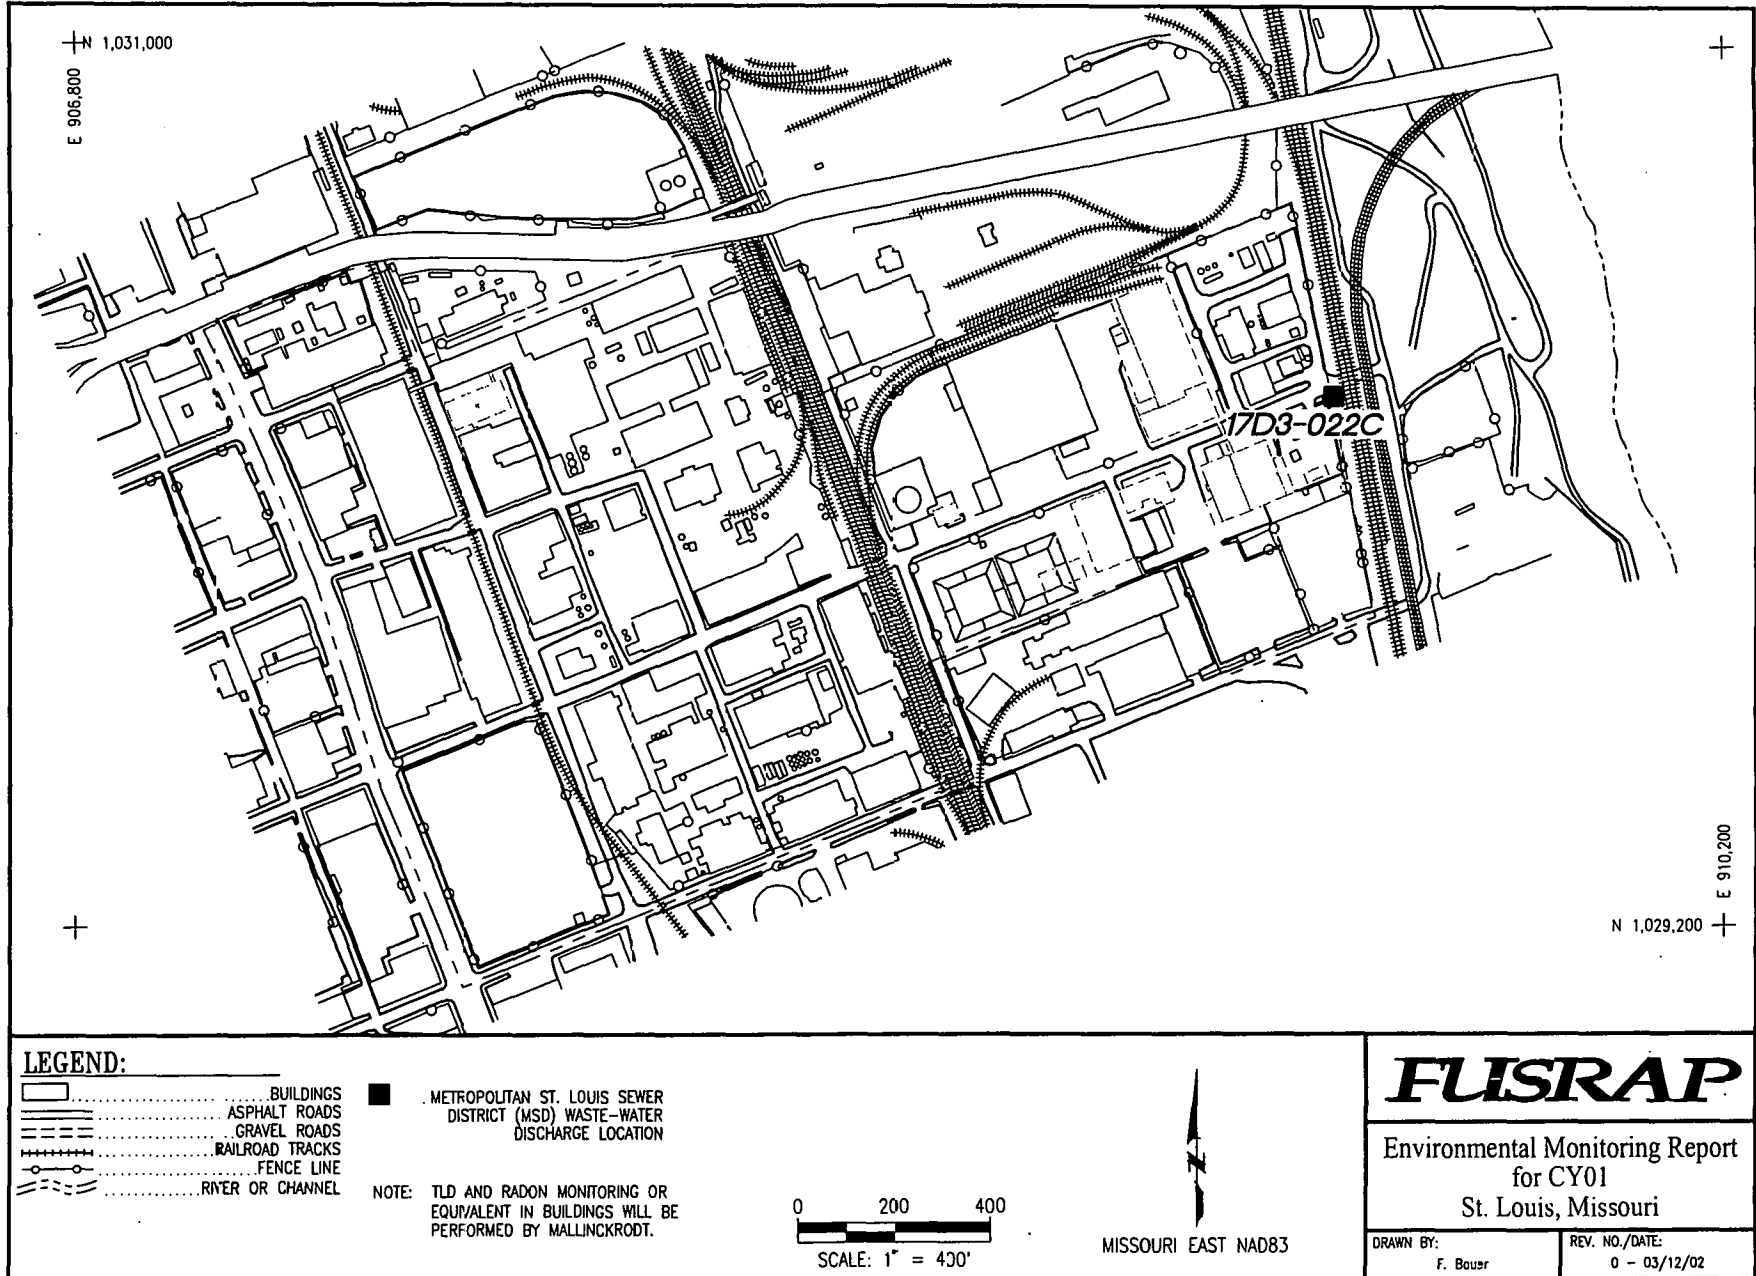 N 1,031,000
E 906,800
17D3-022C
E 910,200
N 1,029,200
LEGEND:
BUILDINGS
ASPHALT ROADS
GRAVEL ROADS
RAILROAD TRACKS
FENCE LINE
RIVER OR CHANNEL
METROPOLITAN ST. LOUIS SEWER
DISTRICT (MSD) WASTE-WATER
DISCHARGE LOCATION
NOTE: TLD AND RADON MONITORING OR
EQUIVALENT IN BUILDINGS WILL BE
PERFORMED BY MALLINCKRODT.
0 200 400
SCALE: 1" = 400'
N
MISSOURI EAST NAD83
FUSRAP
Environmental Monitoring Report
for CY01
St. Louis, Missouri
DRAWN BY:
F. Bauer
REV. NO./DATE:
0 - 03/12/02